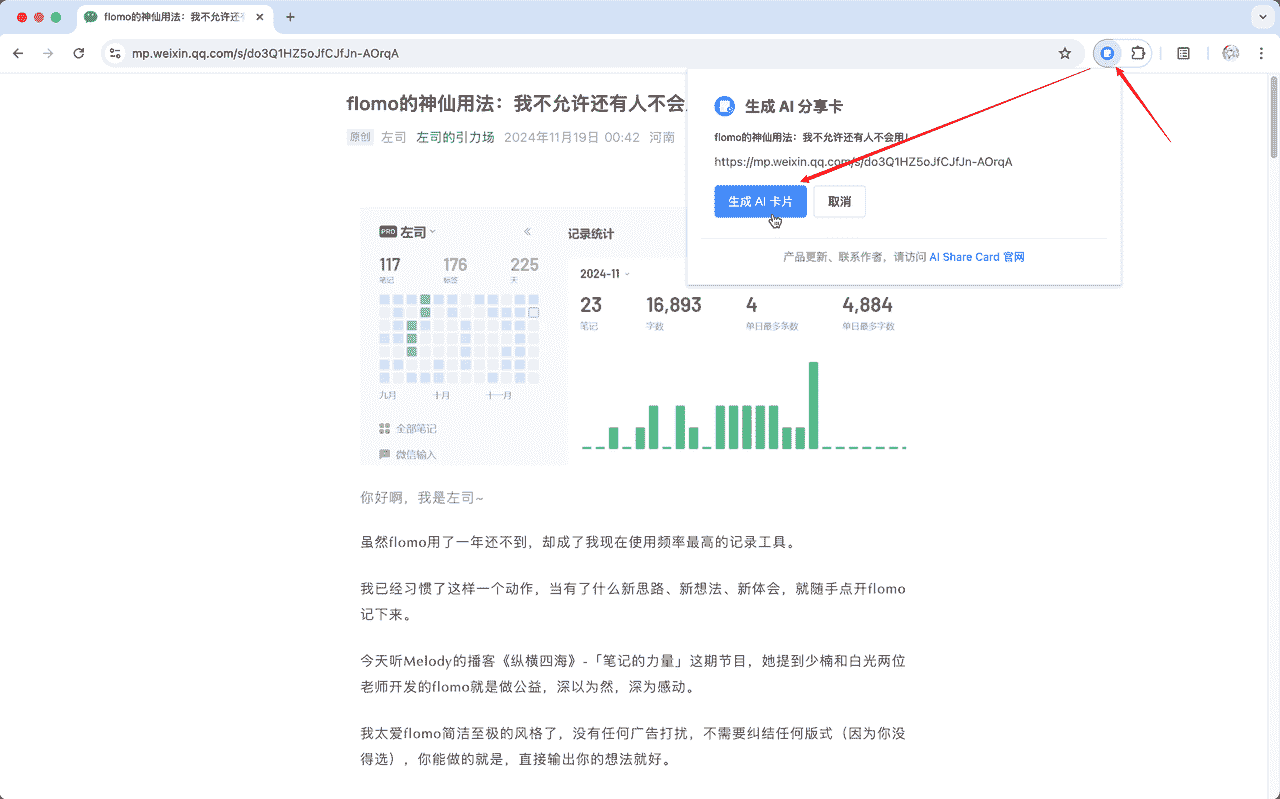 flomo的神仙用法：我不允许还
mp.weixin.qq.com/s/do3Q1HZ5oJfCJfJn-AOrqA
flomo的神仙用法：我不允许还有人不会
原创 左司 左司的引力场 2024年11月19日 00:42 河南
生成 AI 分享卡
flomo的神仙用法：我不允许还有人不会用！
https://mp.weixin.qq.com/s/do3Q1HZ5oJfCJfJn-AOrqA
生成 AI 卡片 取消
产品更新、联系作者，请访问 AI Share Card 官网
PRO 左司
117 176 225
笔记 标签 天
九月 十月 十一月
全部笔记
微信输入
记录统计
2024-11
23 16,893 4 4,884
笔记 字数 单日最多条数 单日最多字数
你好啊，我是左司~
虽然flomo用了一年还不到，却成了我现在使用频率最高的记录工具。
我已经习惯了这样一个动作，当有了什么新思路、新想法、新体会，就随手点开flomo
记下来。
今天听Melody的播客《纵横四海》-「笔记的力量」这期节目，她提到少楠和白光两位
老师开发的flomo就是做公益，深以为然，深为感动。
我太爱flomo简洁至极的风格了，没有任何广告打扰，不需要纠结任何版式（因为你没
得选），你能做的就是，直接输出你的想法就好。